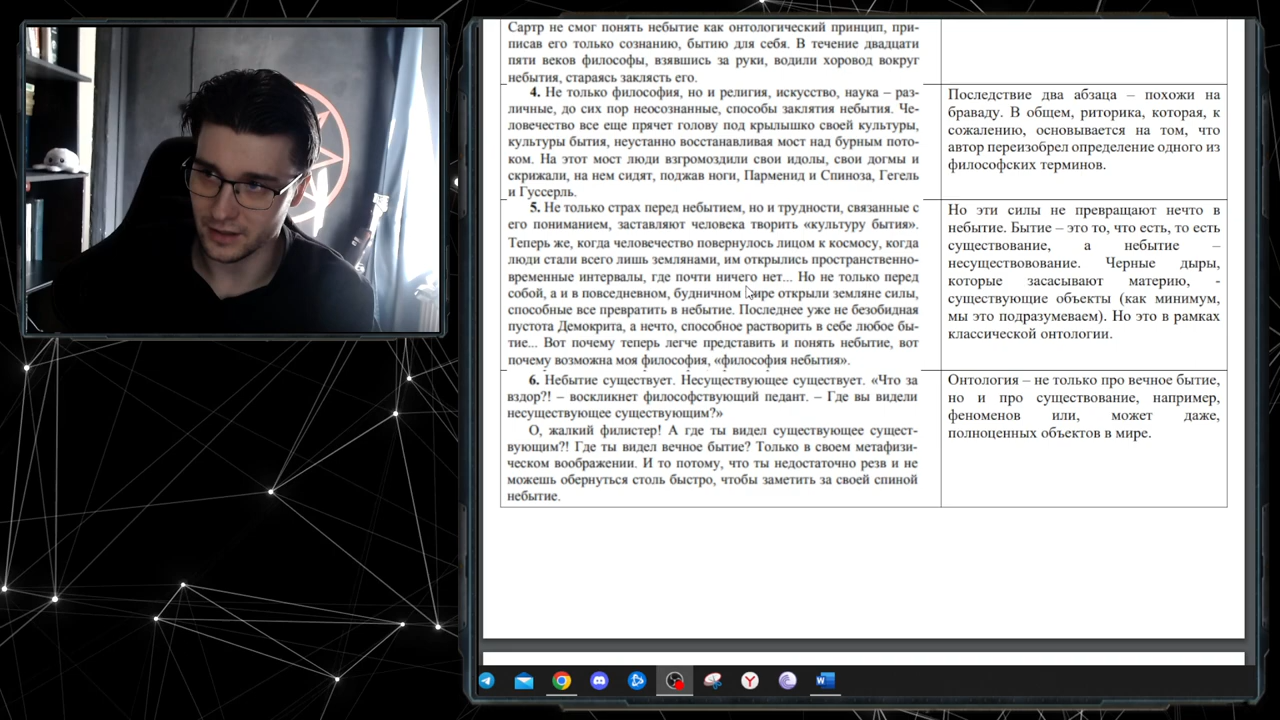 Сартр не смог понять небытие как онтологический принцип, при-
писав его только сознанию, бытию для себя. В течение двадцати
пяти веков философы, взявшись за руки, водили хоровод вокруг
небытия, стараясь заклясть его.
4. Не только философия, но и религия, искусство, наука – раз-
личные, до сих пор неосознанные, способы заклятия небытия. Че-
ловечество все еще прячет голову под крылышко своей культуры,
культуры бытия, неустанно восстанавливая мост над бурным пото-
ком. На этот мост люди взгромоздили свои идолы, свои догмы и
скрижали, на нем сидят, поджав ноги, Парменид и Спиноза, Гегель
и Гуссерль.
Последствие два абзаца – похожи на
браваду. В общем, риторика, которая, к
сожалению, основывается на том, что
автор переизобрел определение одного из
философских терминов.
5. Не только страх перед небытием, но и трудности, связанные с
его пониманием, заставляют человека творить «культуру бытия».
Теперь же, когда человечество повернулось лицом к космосу, когда
люди стали всего лишь землянами, им открылись пространственно-
временные интервалы, где почти ничего нет... Но не только перед
собой, а и в повседневном, будничном мире открыли земляне силы,
способные все превратить в небытие. Последнее уже не безобидная
пустота Демокрита, а нечто, способное растворить в себе любое бы-
тие... Вот почему теперь легче представить и понять небытие, вот
почему возможна моя философия, «философия небытия».
Но эти силы не превращают нечто в
небытие. Бытие – это то, что есть, то есть
существование, а небытие –
несуществовование. Черные дыры,
которые засасывают материю, -
существующие объекты (как минимум,
мы это подразумеваем). Но это в рамках
классической онтологии.
6. Небытие существует. Несуществующее существует. «Что за
вздор?! – воскликнет философствующий педант. – Где вы видели
несуществующее существующим?»
О, жалкий филистер! А где ты видел существующее сущест-
вующим?! Где ты видел вечное бытие? Только в своем метафизи-
ческом воображении. И то потому, что ты недостаточно резв и не
можешь обернуться столь быстро, чтобы заметить за своей спиной
небытие.
Онтология – не только про вечное бытие,
но и про существование, например,
феноменов или, может даже,
полноценных объектов в мире.